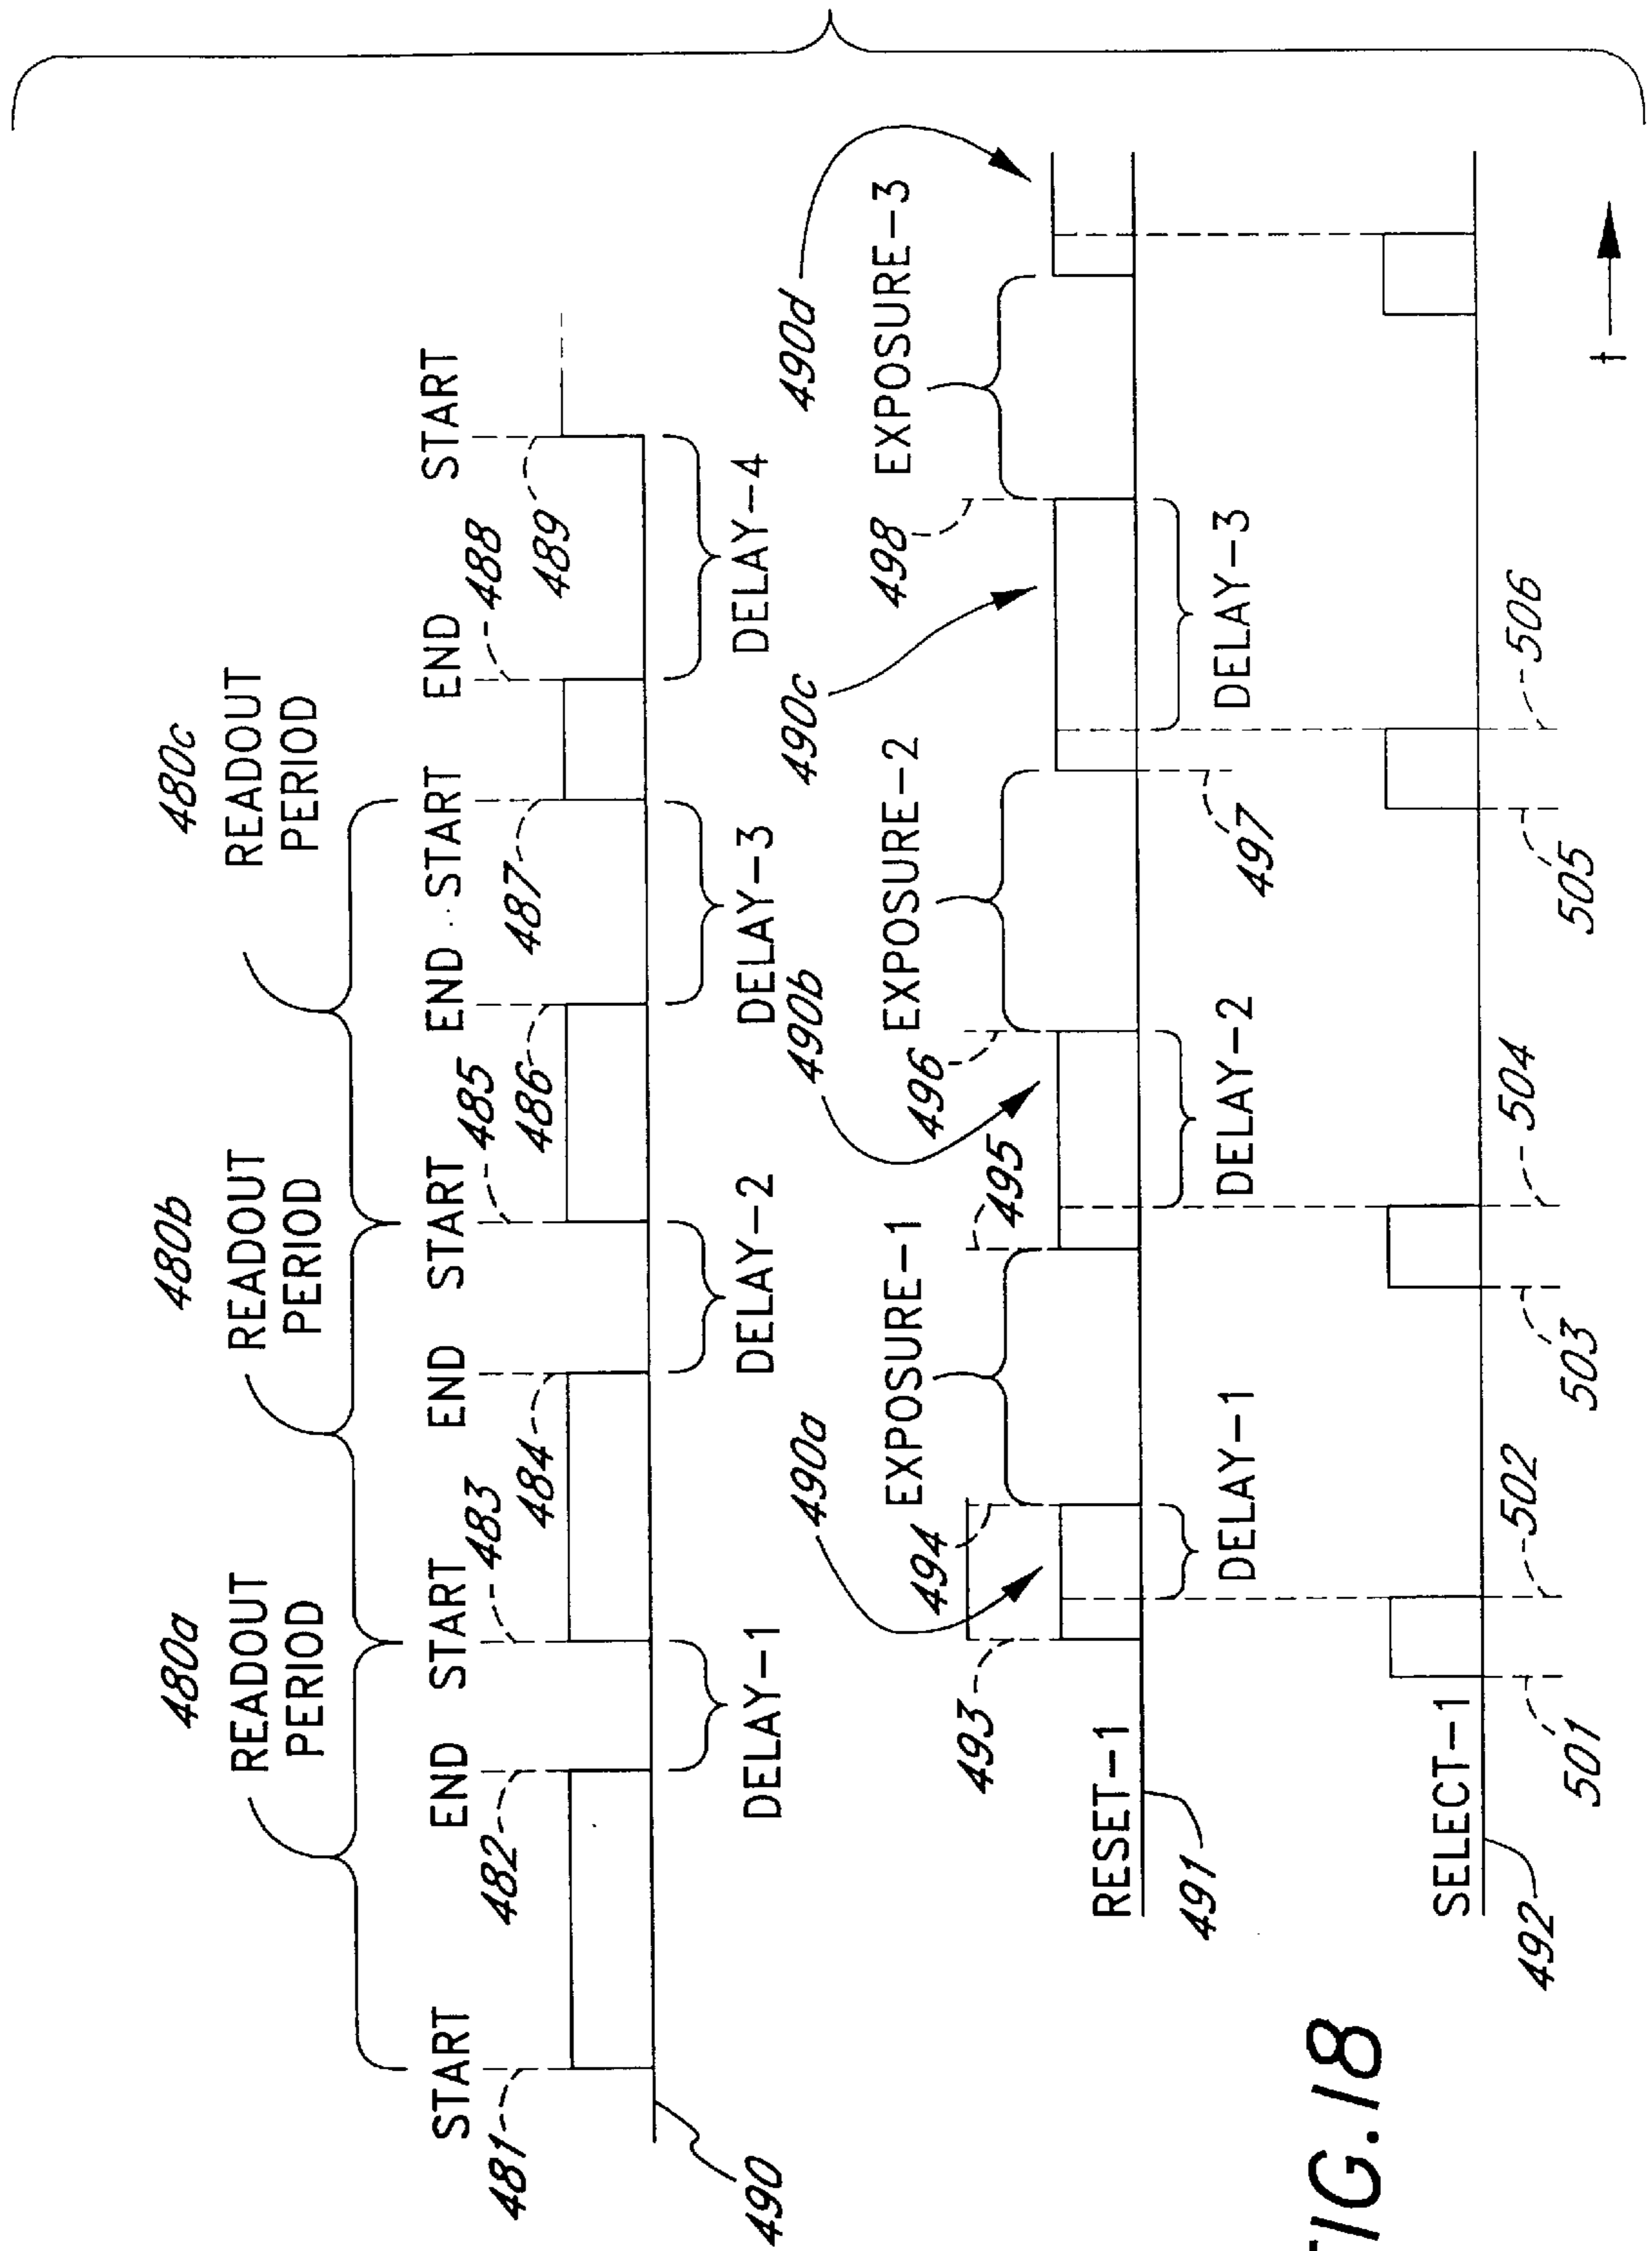 480a
READOUT
PERIOD
480b
READOUT
PERIOD
480c
READOUT
PERIOD
START
END
START
END
START
END
START
END
START
481
482
483
484
485
486
487
488
489
490
DELAY-1
DELAY-2
DELAY-3
DELAY-4
490a
490b
490c
490d
EXPOSURE-1
EXPOSURE-2
EXPOSURE-3
493
494
495
496
498
RESET-1
491
DELAY-1
DELAY-2
497
DELAY-3
SELECT-1
492
501
502
503
504
505
506
t
FIG.18